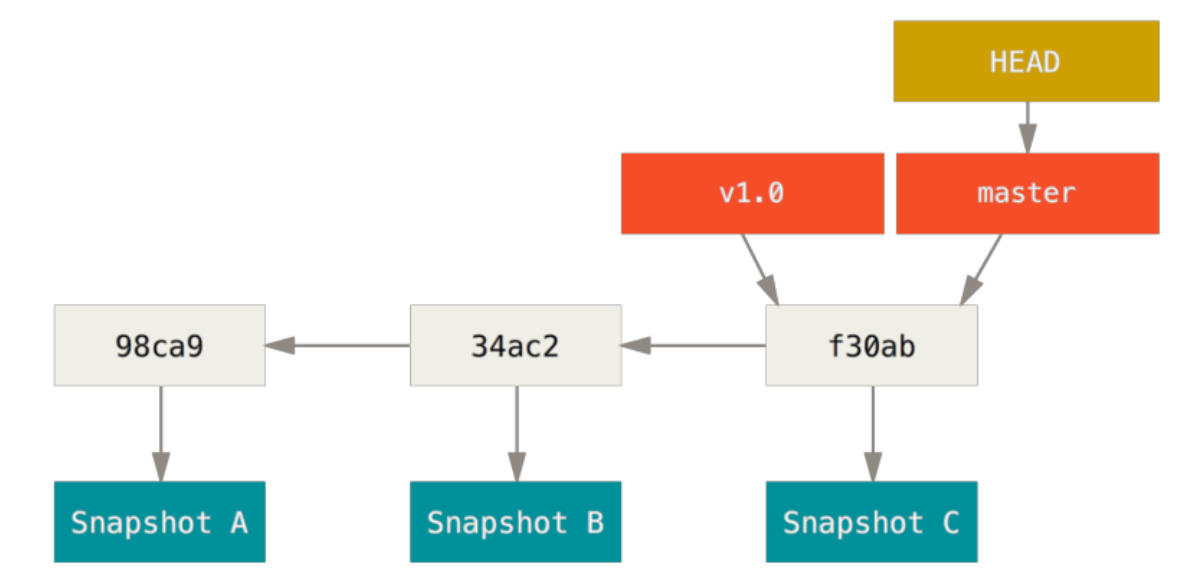 HEAD
v1.0
master
98ca9
34ac2
f30ab
Snapshot A
Snapshot B
Snapshot C